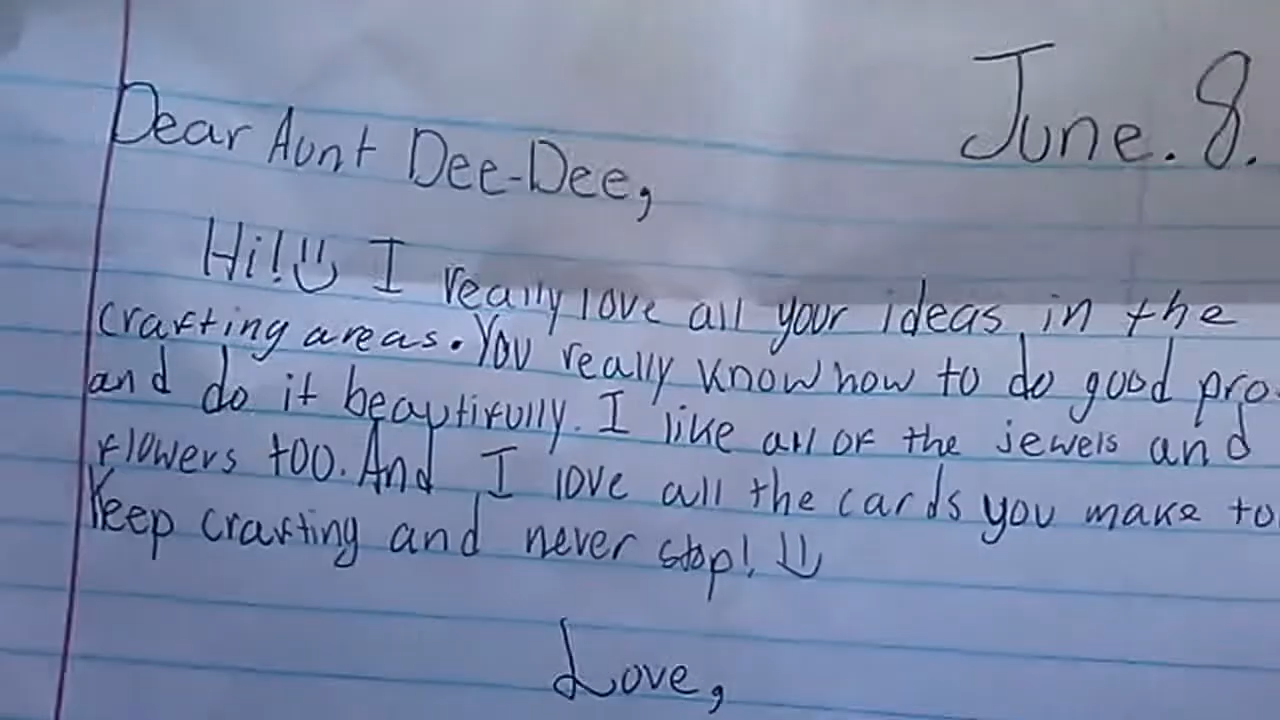 June. 8.
Dear Aunt Dee-Dee,
Hi! I really love all your ideas in the
crafting areas. You really know how to do good pro
and do it beautifully. I like all of the jewels and
flowers too. And I love all the cards you make to
Keep crafting and never stop!
Love,